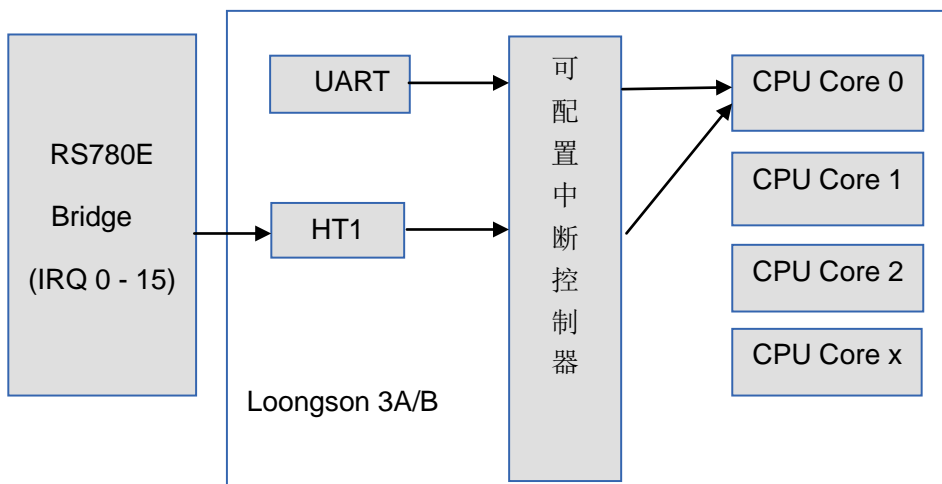 RS780E
Bridge
(IRQ 0 - 15)
UART
HT1
Loongson 3A/B
可
配
置
中
断
控
制
器
CPU Core 0
CPU Core 1
CPU Core 2
CPU Core x